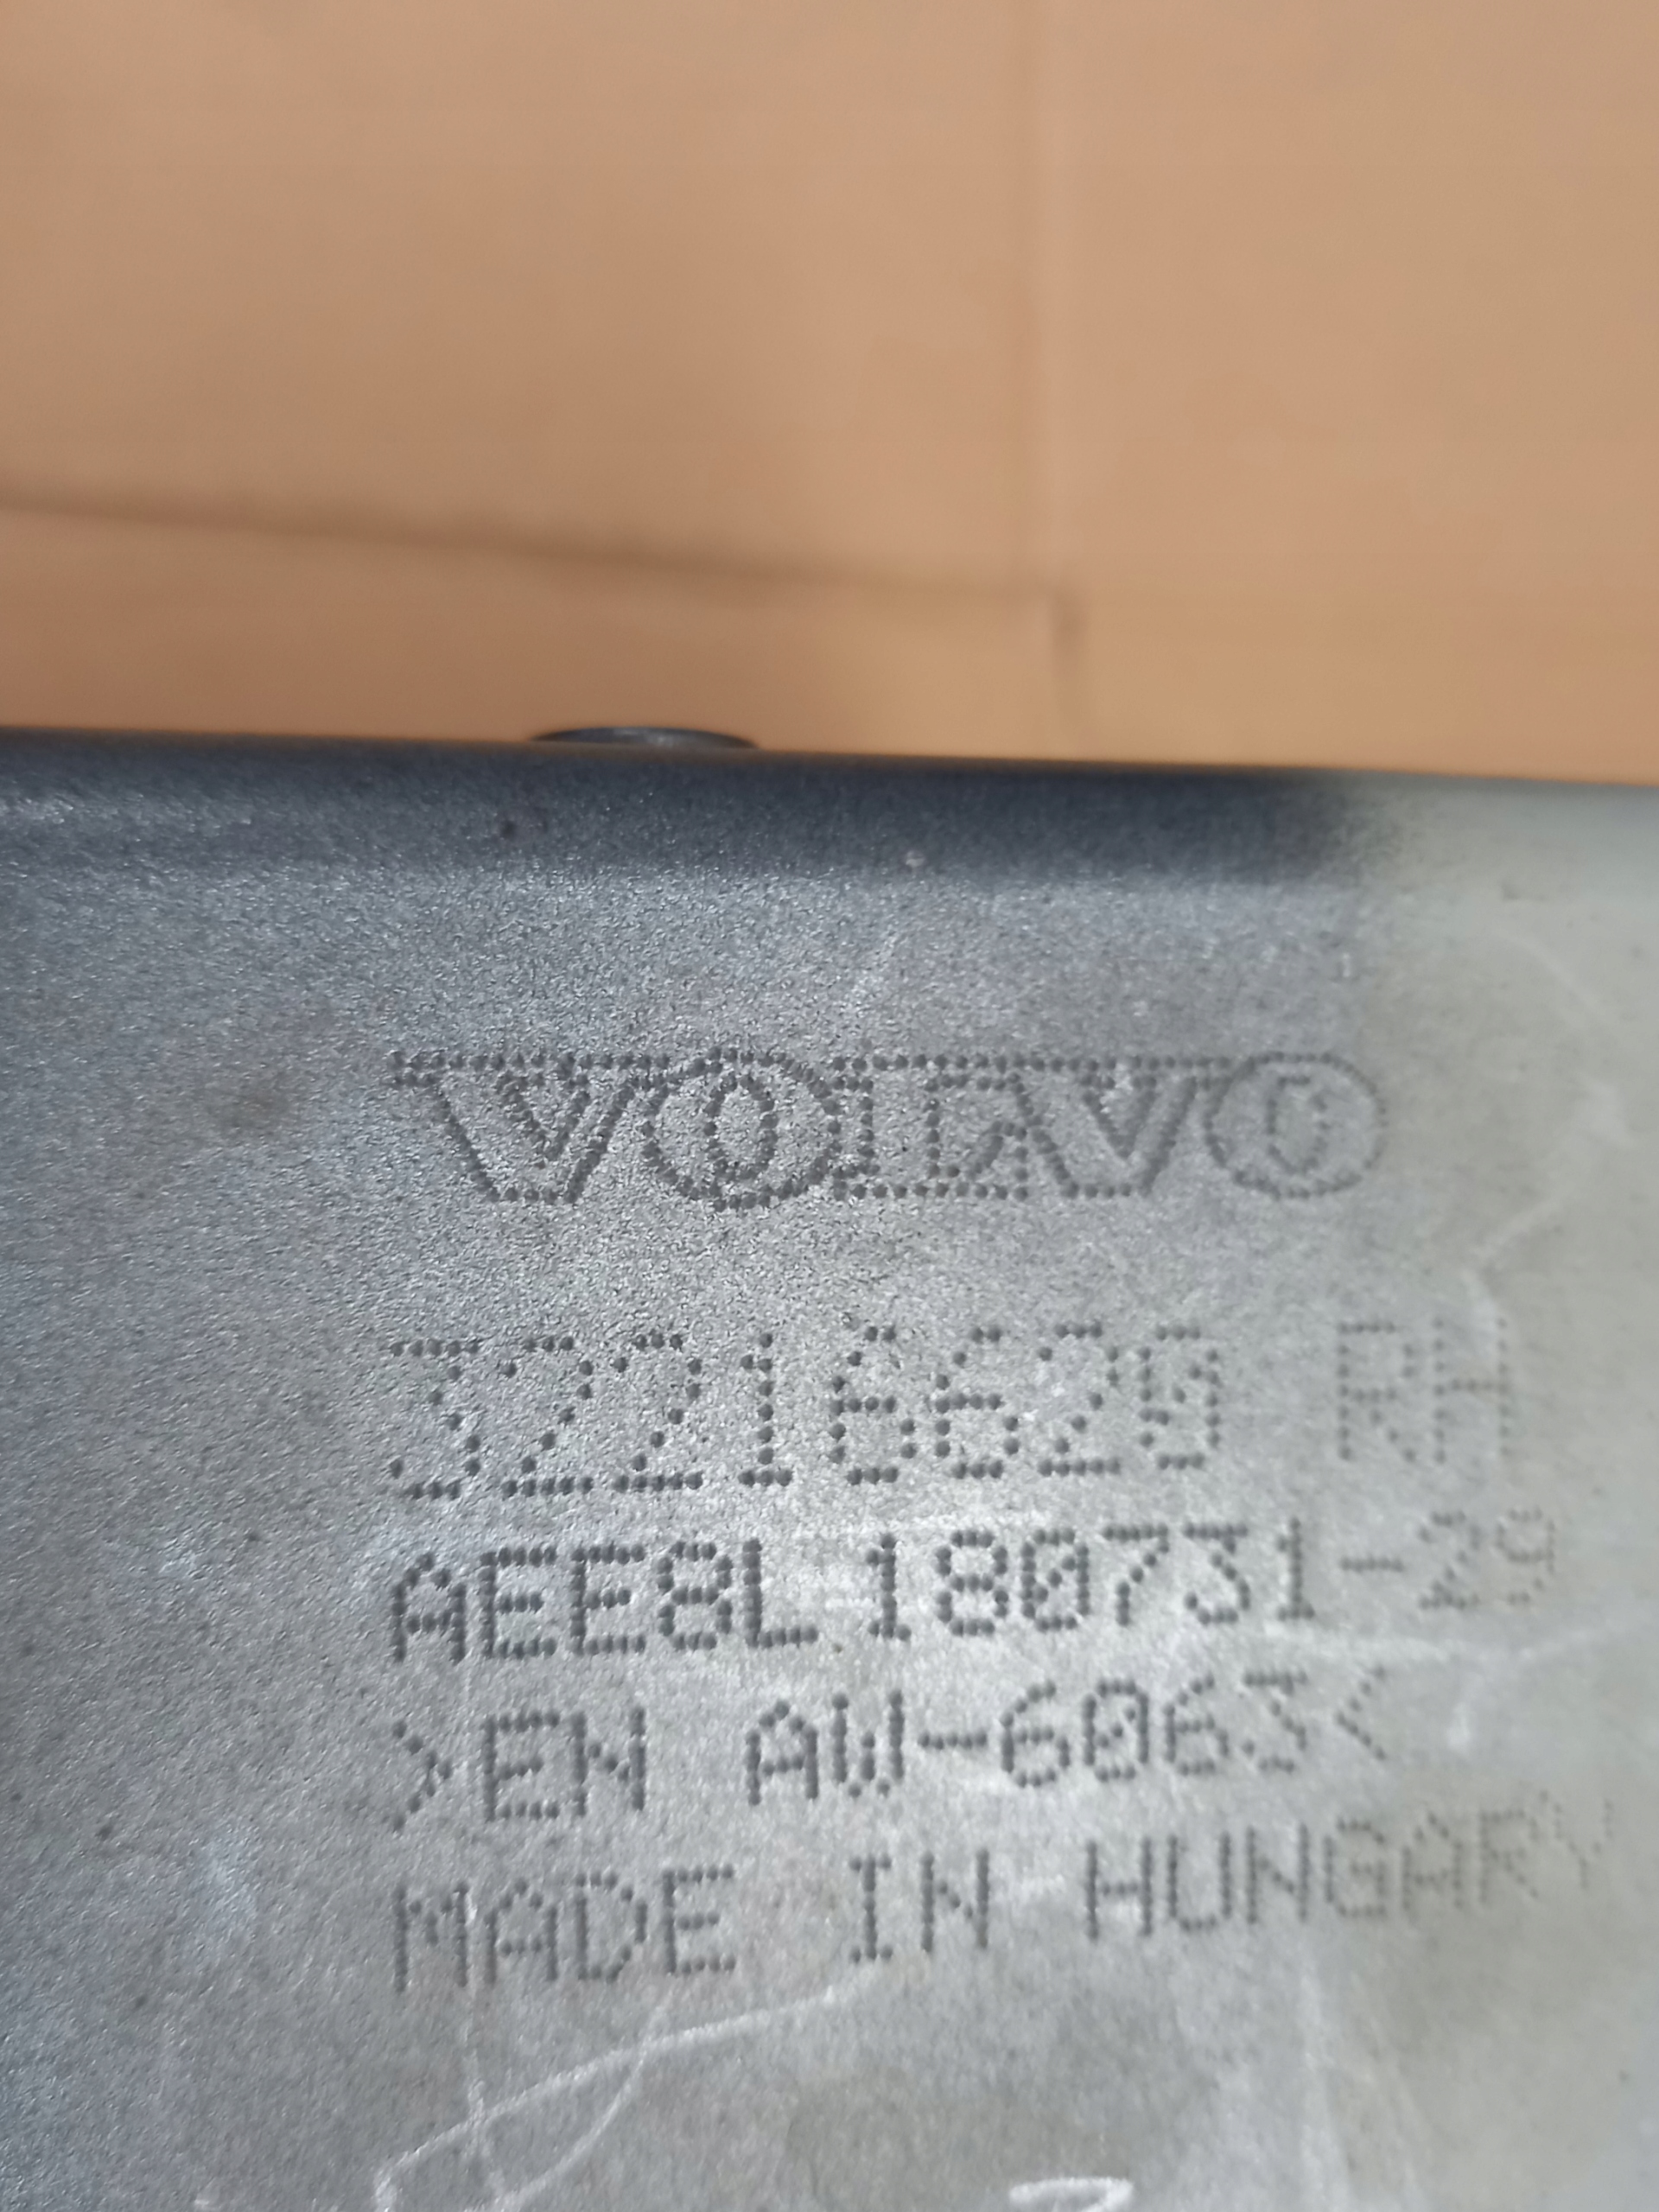 VOLVO
32216620 RH
AEE8L180731-29
>EN AW-6063<
MADE IN HUNGARY